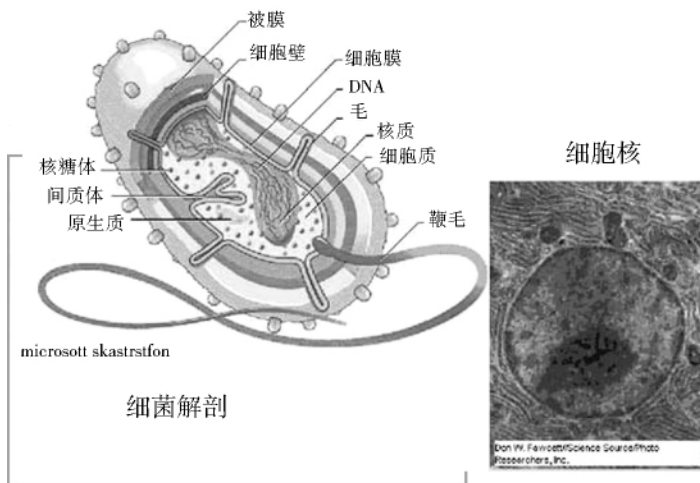 被膜
细胞壁
细胞膜
DNA
毛
核质
细胞质
核糖体
间质体
原生质
鞭毛
microsott skastrstfon
细菌解剖
细胞核
Don W. Fawcett/Science Source/Photo
Researchers, Inc.